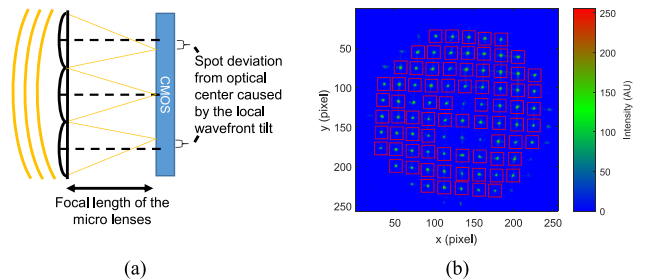 CMOS
Spot deviation
from optical
center caused
by the local
wavefront tilt
Focal length of the
micro lenses
(a)
y (pixel)
50
100
150
200
250
50
100
150
200
250
x (pixel)
250
200
150
100
50
0
Intensity (AU)
(b)